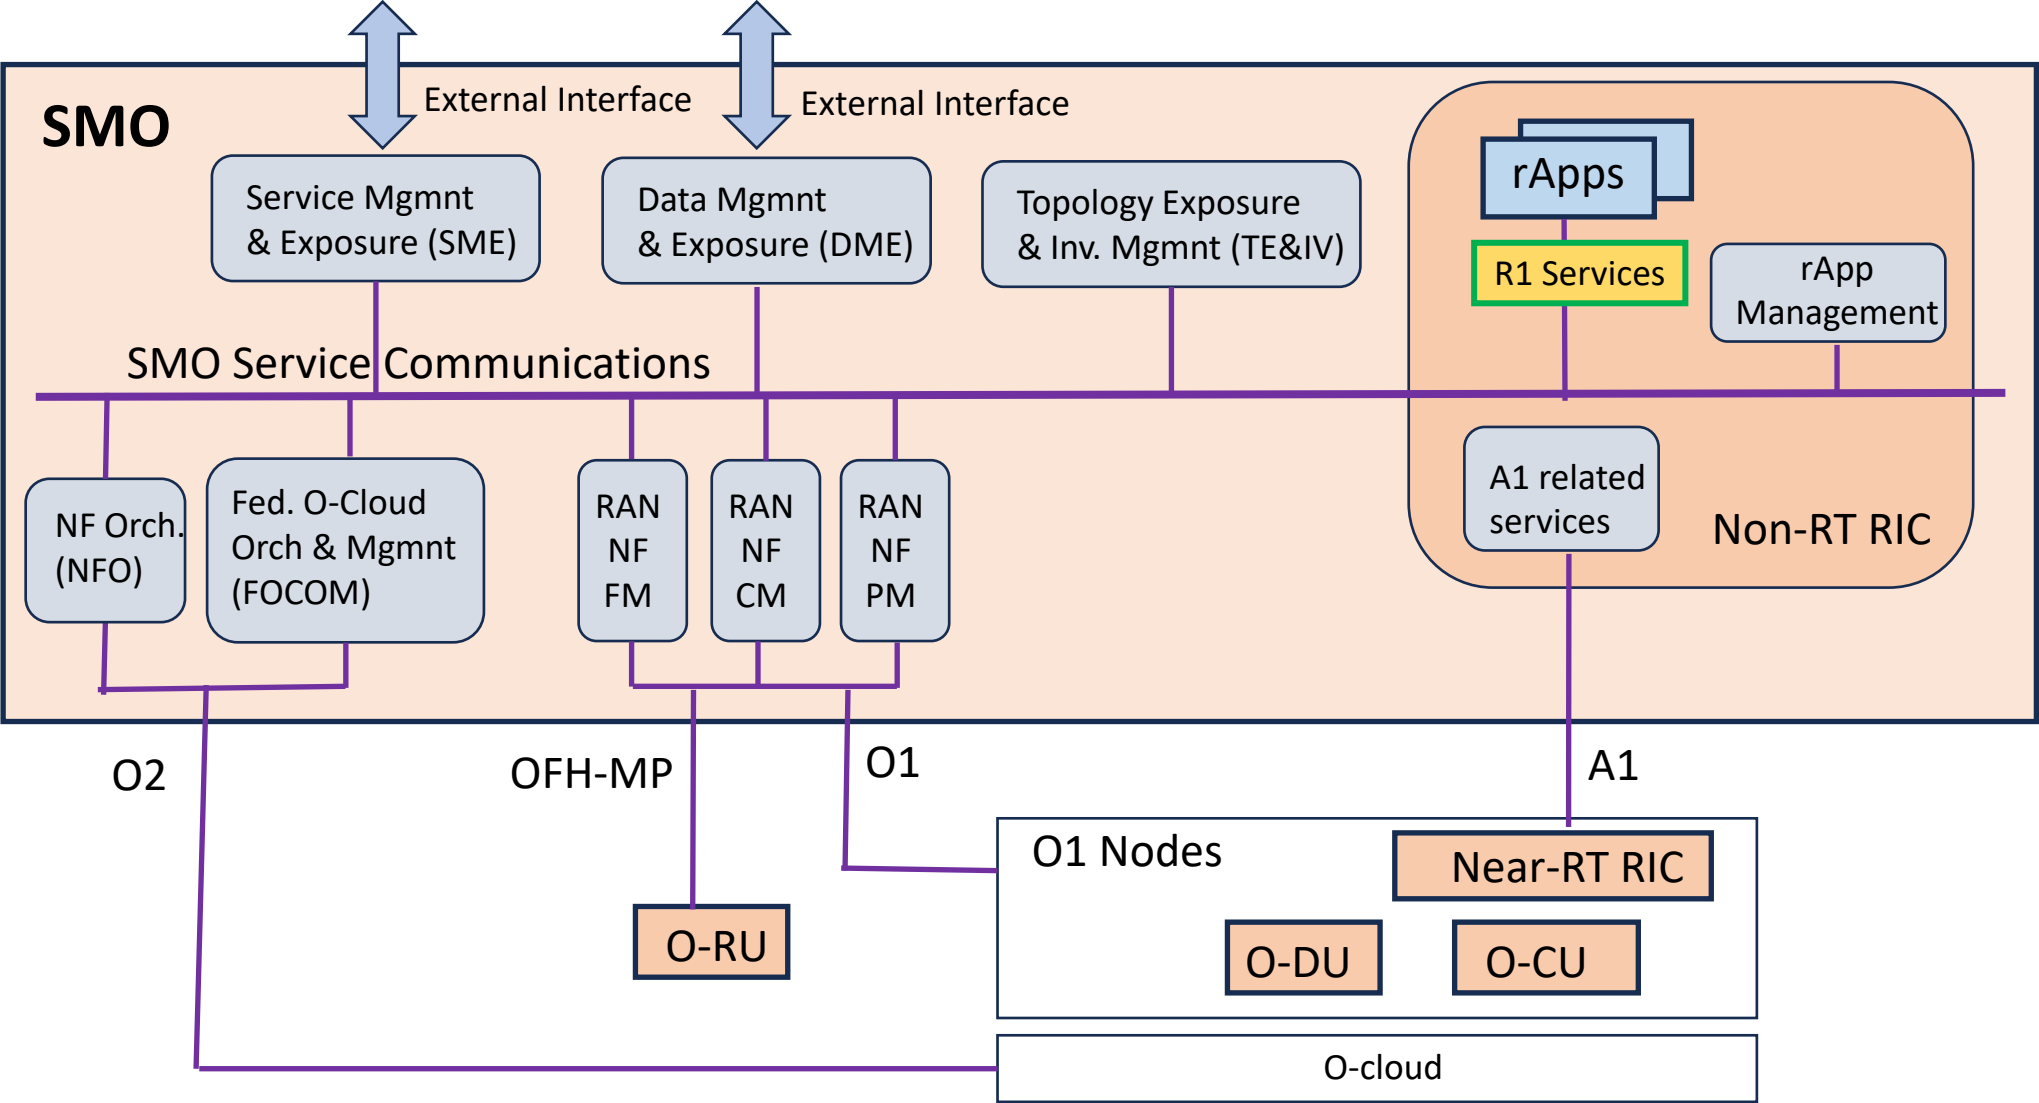 External Interface
External Interface
SMO
rApps
Service Mgmnt
& Exposure (SME)
Data Mgmnt
& Exposure (DME)
Topology Exposure
& Inv. Mgmnt (TE&IV)
R1 Services
rApp
Management
SMO Service Communications
NF Orch.
(NFO)
Fed. O-Cloud
Orch & Mgmnt
(FOCOM)
RAN
NF
FM
RAN
NF
CM
RAN
NF
PM
A1 related
services
Non-RT RIC
O2
OFH-MP
O1
A1
O1 Nodes
Near-RT RIC
O-RU
O-DU
O-CU
O-cloud